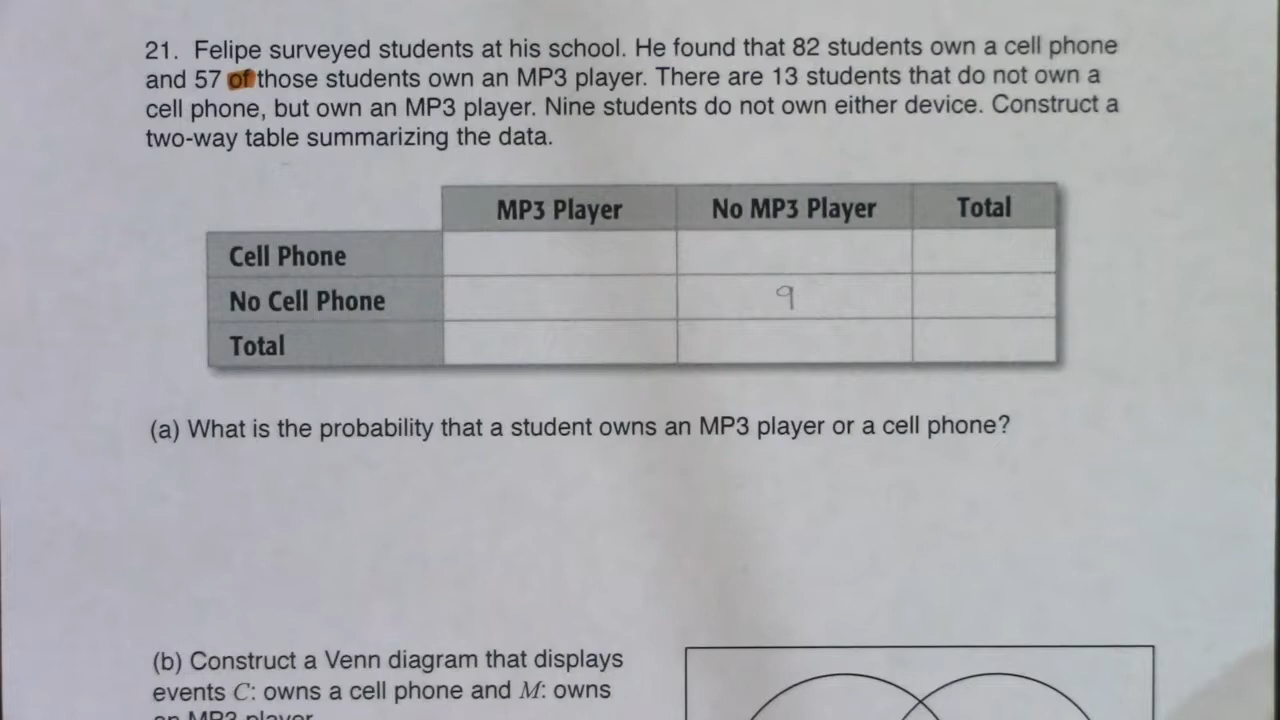 21. Felipe surveyed students at his school. He found that 82 students own a cell phone
and 57 of those students own an MP3 player. There are 13 students that do not own a
cell phone, but own an MP3 player. Nine students do not own either device. Construct a
two-way table summarizing the data.
MP3 Player No MP3 Player Total
Cell Phone
No Cell Phone 9
Total
(a) What is the probability that a student owns an MP3 player or a cell phone?
(b) Construct a Venn diagram that displays
events C: owns a cell phone and M: owns
an MP3 player